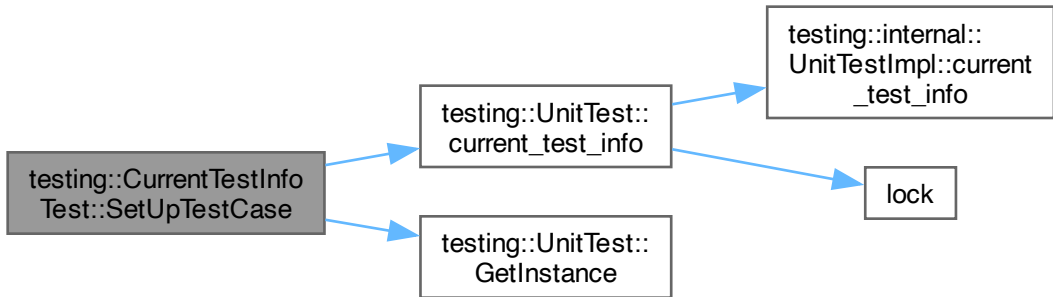 testing::CurrentTestInfo
Test::SetUpTestCase
testing::UnitTest::
current_test_info
testing::UnitTest::
GetInstance
testing::internal::
UnitTestImpl::current
_test_info
lock